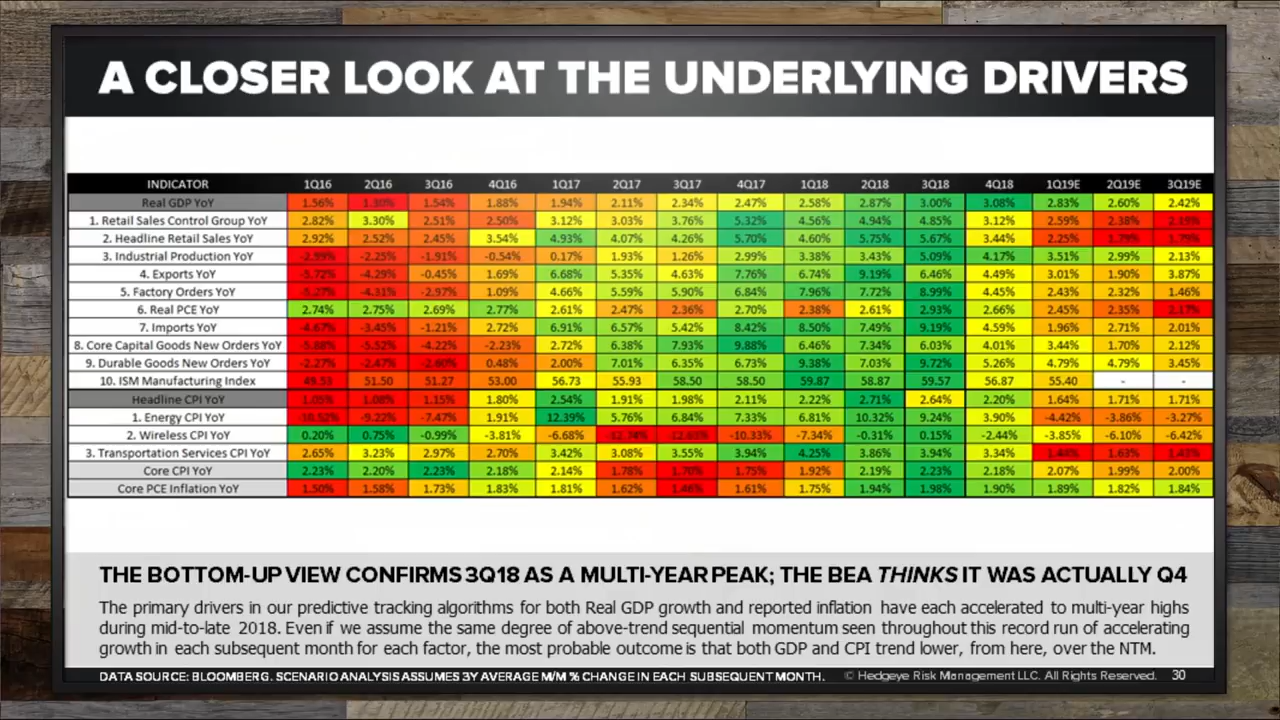 A CLOSER LOOK AT THE UNDERLYING DRIVERS
INDICATOR 1Q16 2Q16 3Q16 4Q16 1Q17 2Q17 3Q17 4Q17 1Q18 2Q18 3Q18 4Q18 1Q19E 2Q19E 3Q19E
Real GDP YoY 1.56% 1.30% 1.54% 1.88% 1.94% 2.11% 2.34% 2.47% 2.58% 2.87% 3.00% 3.08% 2.83% 2.60% 2.42%
1. Retail Sales Control Group YoY 2.82% 3.30% 2.51% 2.50% 3.12% 3.03% 3.76% 5.32% 4.56% 4.94% 4.85% 3.12% 2.59% 2.38%
2. Headline Retail Sales YoY 2.92% 2.52% 2.45% 3.54% 4.93% 4.07% 4.26% 5.70% 4.60% 5.75% 5.67% 3.44% 2.25% 1.79% 1.79%
3. Industrial Production YoY -2.99% -2.25% -1.91% -0.54% 0.17% 1.93% 1.26% 2.99% 3.38% 3.43% 5.09% 4.17% 3.51% 2.99% 2.13%
4. Exports YoY -5.72% -4.29% -0.45% 1.69% 6.68% 5.35% 4.63% 7.76% 6.74% 9.19% 6.46% 4.49% 3.01% 1.90% 3.87%
5. Factory Orders YoY -5.27% -4.31% -2.97% 1.09% 4.66% 5.59% 5.90% 6.84% 7.96% 7.72% 8.99% 4.45% 2.43% 2.32% 1.46%
6. Real PCE YoY 2.74% 2.75% 2.69% 2.77% 2.61% 2.47% 2.36% 2.70% 2.38% 2.61% 2.93% 2.66% 2.45% 2.35% 2.17%
7. Imports YoY -4.67% -3.45% -1.21% 2.72% 6.91% 6.57% 5.42% 8.42% 8.50% 7.49% 9.19% 4.59% 1.96% 2.71% 2.01%
8. Core Capital Goods New Orders YoY -5.88% -5.52% -4.22% -2.23% 2.72% 6.38% 7.93% 9.88% 6.46% 7.34% 6.03% 4.01% 3.44% 1.70% 2.12%
9. Durable Goods New Orders YoY -2.27% -2.47% -2.60% 0.48% 2.00% 7.01% 6.35% 6.73% 9.38% 7.03% 9.72% 5.26% 4.79% 4.79% 3.45%
10. ISM Manufacturing Index 49.53 51.50 51.27 53.00 56.73 55.93 58.50 58.50 59.87 58.87 59.57 56.87 55.40 - -
Headline CPI YoY 1.05% 1.08% 1.15% 1.80% 2.54% 1.91% 1.98% 2.11% 2.22% 2.71% 2.64% 2.20% 1.64% 1.71% 1.71%
1. Energy CPI YoY -10.52% -9.22% -7.47% 1.91% 12.39% 5.76% 6.84% 7.33% 6.81% 10.32% 9.24% 3.90% -4.42% -3.86% -3.27%
2. Wireless CPI YoY 0.20% 0.75% -0.99% -3.81% -6.68% -10.33% -7.34% -0.31% 0.15% -2.44% -3.85% -6.10% -6.42%
3. Transportation Services CPI YoY 2.65% 3.23% 2.97% 2.70% 3.42% 3.08% 3.55% 3.94% 4.25% 3.86% 3.94% 3.34% 1.63%
Core CPI YoY 2.23% 2.20% 2.23% 2.18% 2.14% 1.78% 1.70% 1.75% 1.92% 2.19% 2.23% 2.18% 2.07% 1.99% 2.00%
Core PCE Inflation YoY 1.50% 1.58% 1.73% 1.83% 1.81% 1.62% 1.46% 1.61% 1.75% 1.94% 1.98% 1.90% 1.89% 1.82% 1.84%
THE BOTTOM-UP VIEW CONFIRMS 3Q18 AS A MULTI-YEAR PEAK; THE BEA THINKS IT WAS ACTUALLY Q4
The primary drivers in our predictive tracking algorithms for both Real GDP growth and reported inflation have each accelerated to multi-year highs
during mid-to-late 2018. Even if we assume the same degree of above-trend sequential momentum seen throughout this record run of accelerating
growth in each subsequent month for each factor, the most probable outcome is that both GDP and CPI trend lower, from here, over the NTM.
DATA SOURCE: BLOOMBERG. SCENARIO ANALYSIS ASSUMES 3Y AVERAGE M/M % CHANGE IN EACH SUBSEQUENT MONTH. © Hedgeye Risk Management LLC. All Rights Reserved. 30